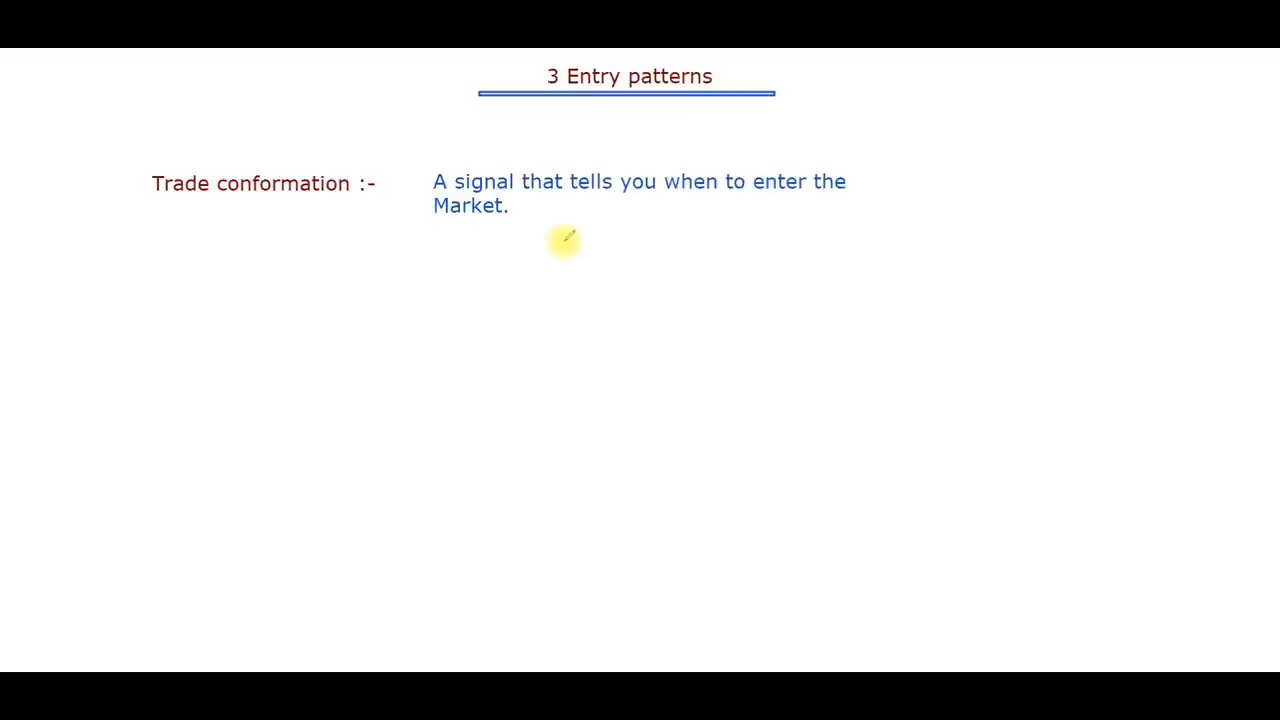 3 Entry patterns
Trade conformation :-
A signal that tells you when to enter the
Market.